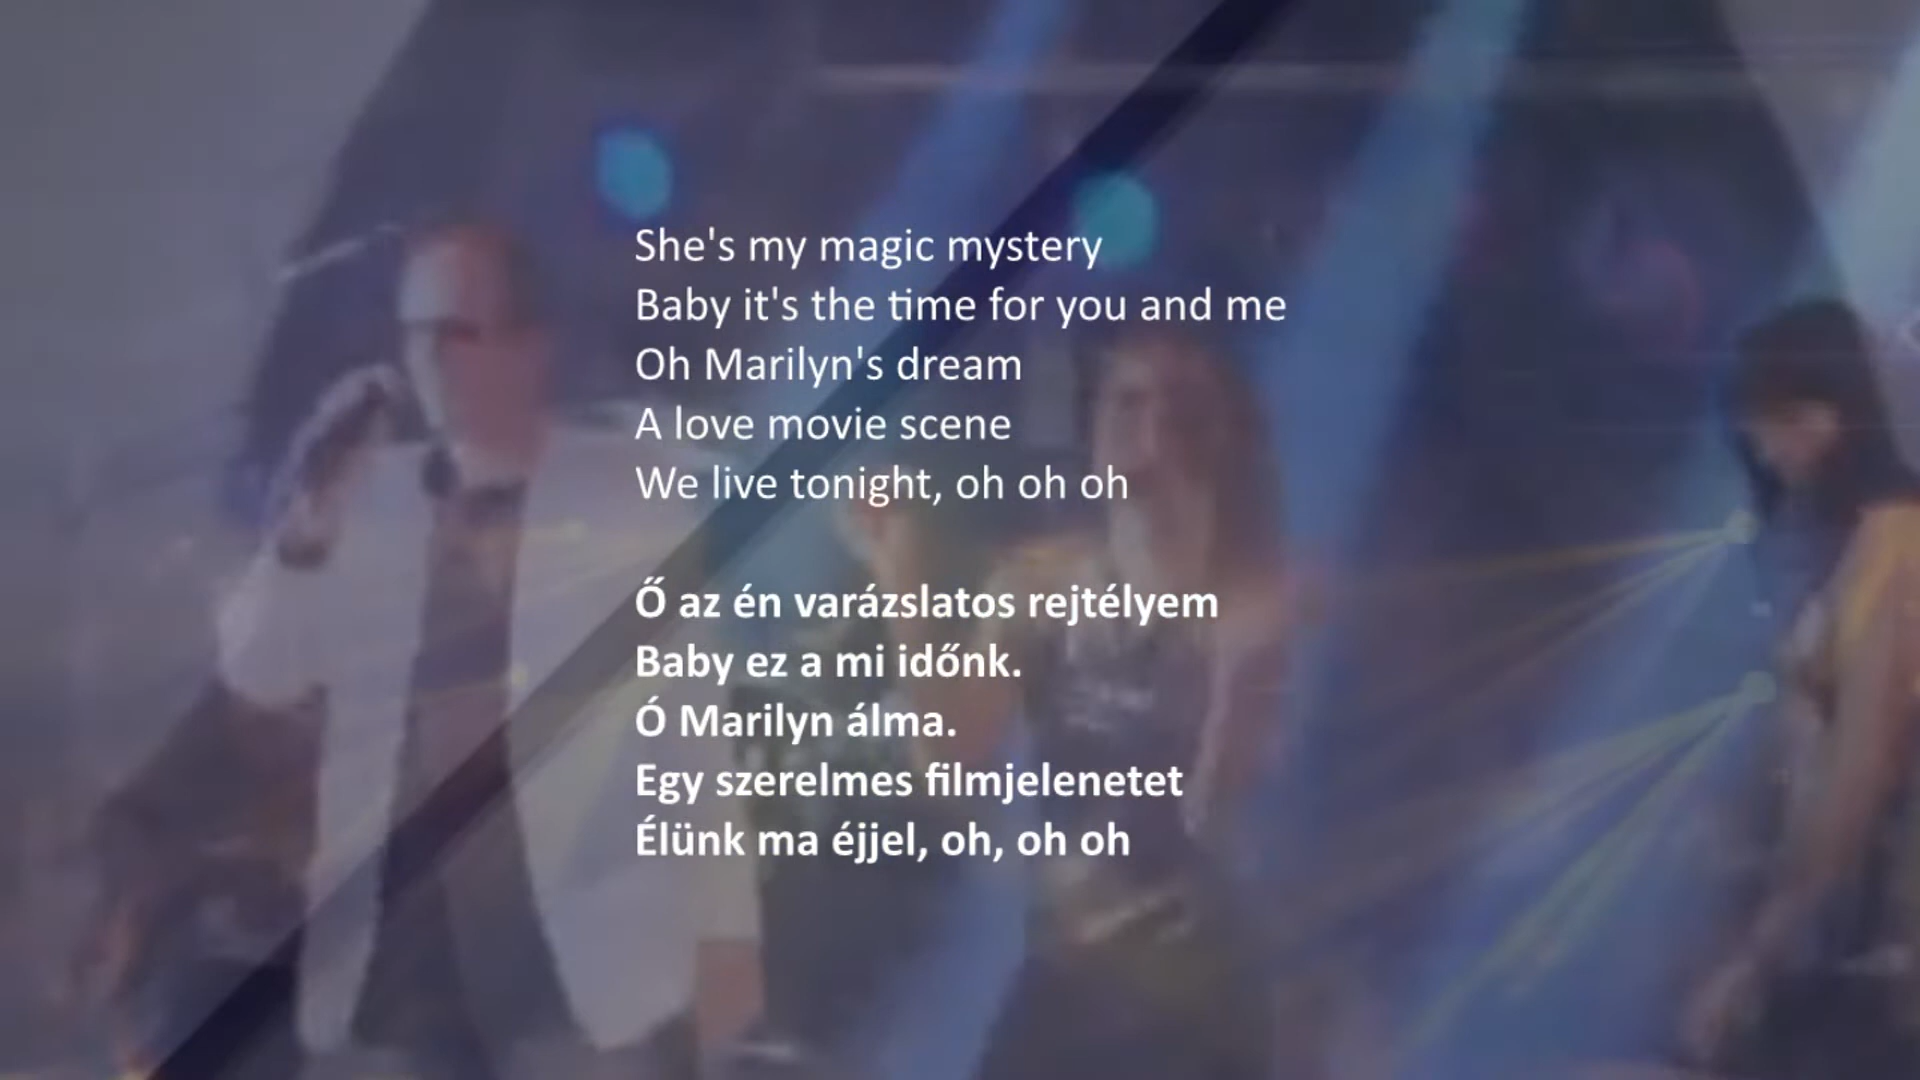 She's my magic mystery
Baby it's the time for you and me
Oh Marilyn's dream
A love movie scene
We live tonight, oh oh oh
Ő az én varázslatos rejtélyem
Baby ez a mi időnk.
Ó Marilyn álma.
Egy szerelmes filmjelenetet
Élünk ma éjjel, oh, oh oh